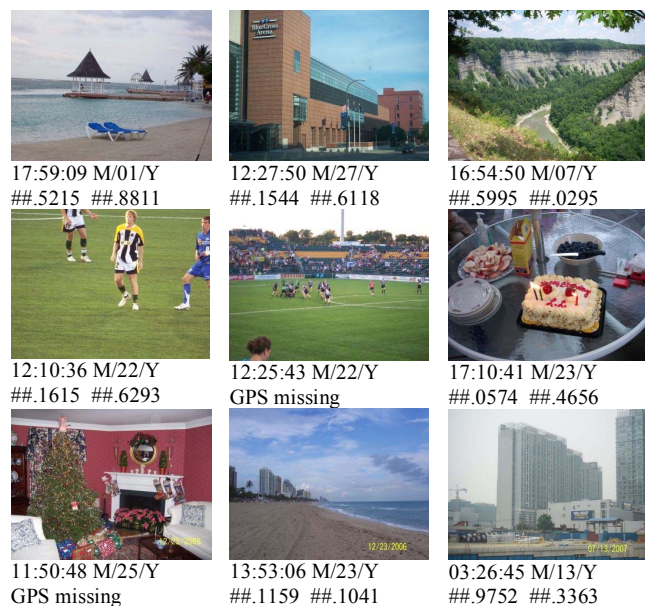 BlueCross
Arena
17:59:09 M/01/Y
##.5215 ##.8811
12:27:50 M/27/Y
##.1544 ##.6118
16:54:50 M/07/Y
##.5995 ##.0295
12:10:36 M/22/Y
##.1615 ##.6293
12:25:43 M/22/Y
GPS missing
17:10:41 M/23/Y
##.0574 ##.4656
12/23/2006
07/13/2007
11:50:48 M/25/Y
GPS missing
13:53:06 M/23/Y
##.1159 ##.1041
03:26:45 M/13/Y
##.9752 ##.3363